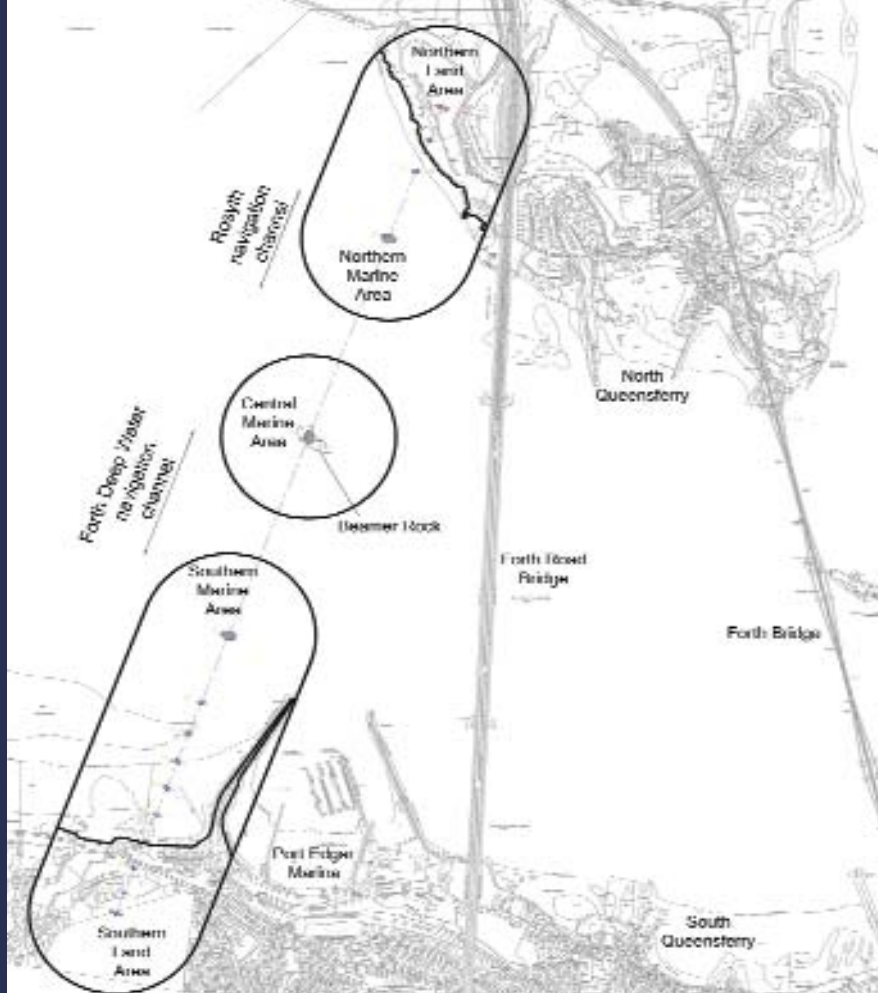 Northern
Land
Area
Rosyth
navigation
channel
Northern
Marine
Area
North
Queensferry
Central
Marine
Area
Forth Deep Water
navigation
channel
Beamer Rock
Forth Road
Bridge
Southern
Marine
Area
Forth Bridge
Port Edgar
Marina
Southern
Land
Area
South
Queensferry